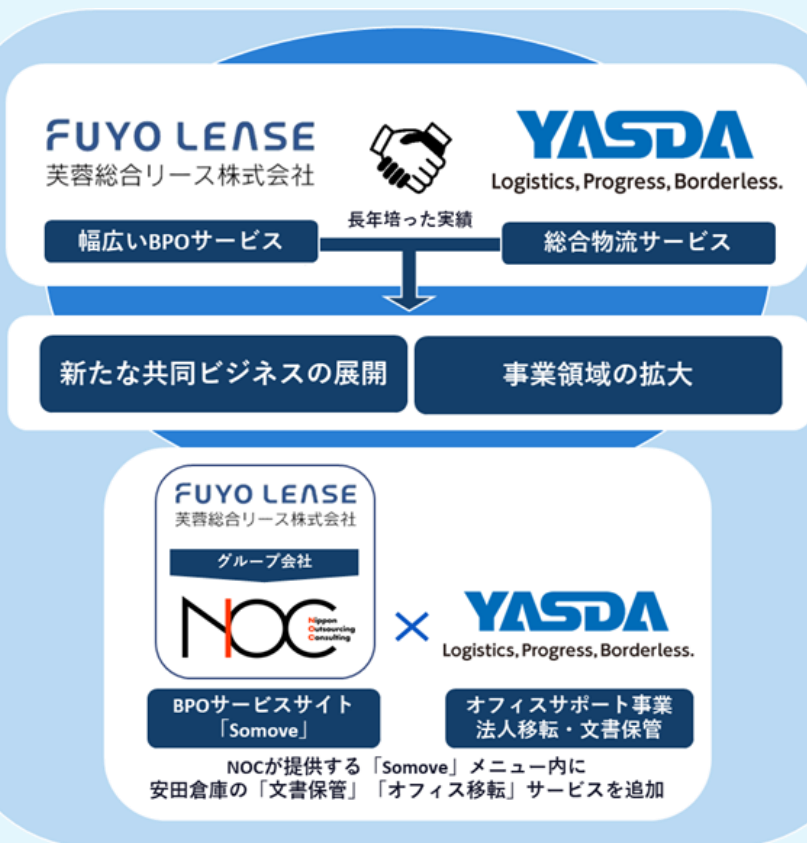 FUYO LEASE
芙蓉総合リース株式会社
YASDA
Logistics, Progress, Borderless.
長年培った実績
幅広いBPOサービス
総合物流サービス
新たな共同ビジネスの展開
事業領域の拡大
FUYO LEASE
芙蓉総合リース株式会社
グループ会社
NOC
Nippon
Outsourcing
Consulting
×
YASDA
Logistics, Progress, Borderless.
BPOサービスサイト
「Somove」
オフィスサポート事業
法人移転・文書保管
NOCが提供する「Somove」メニュー内に
安田倉庫の「文書保管」「オフィス移転」サービスを追加